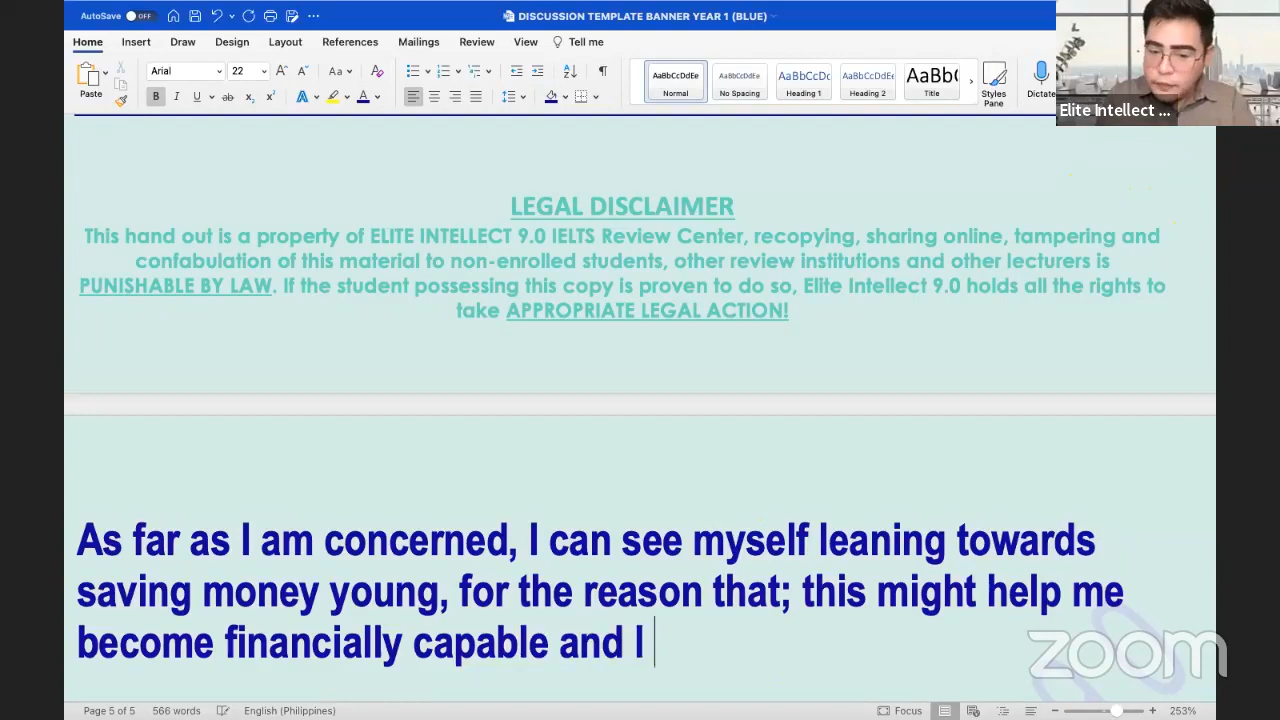 AutoSave OFF DISCUSSION TEMPLATE BANNER YEAR 1 (BLUE)
Home Insert Draw Design Layout References Mailings Review View Tell me
Paste Arial 22 Aa AaBbCcDdEe Normal AaBbCcDdEe No Spacing AaBbCcDc Heading 1 AaBbCcDdEe Heading 2 AaBb( Title Styles Pane Dictate
Elite Intellect ...
LEGAL DISCLAIMER
This hand out is a property of ELITE INTELLECT 9.0 IELTS Review Center, recopying, sharing online, tampering and
confabulation of this material to non-enrolled students, other review institutions and other lecturers is
PUNISHABLE BY LAW. If the student possessing this copy is proven to do so, Elite Intellect 9.0 holds all the rights to
take APPROPRIATE LEGAL ACTION!
As far as I am concerned, I can see myself leaning towards
saving money young, for the reason that; this might help me
become financially capable and I
zoom
Page 5 of 5 566 words English (Philippines) Focus 253%